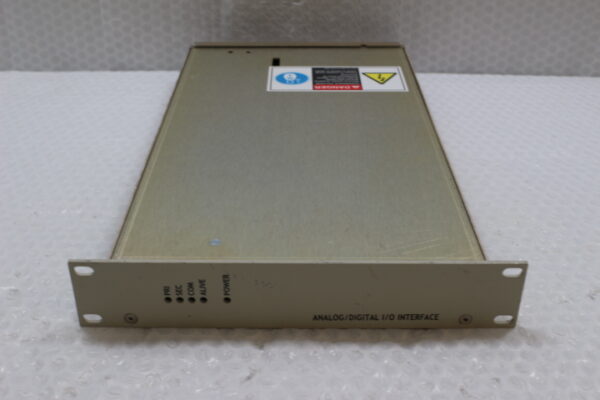 DANGER
PRI
SEC
COM
ALIVE
POWER
ANALOG/DIGITAL I/O INTERFACE